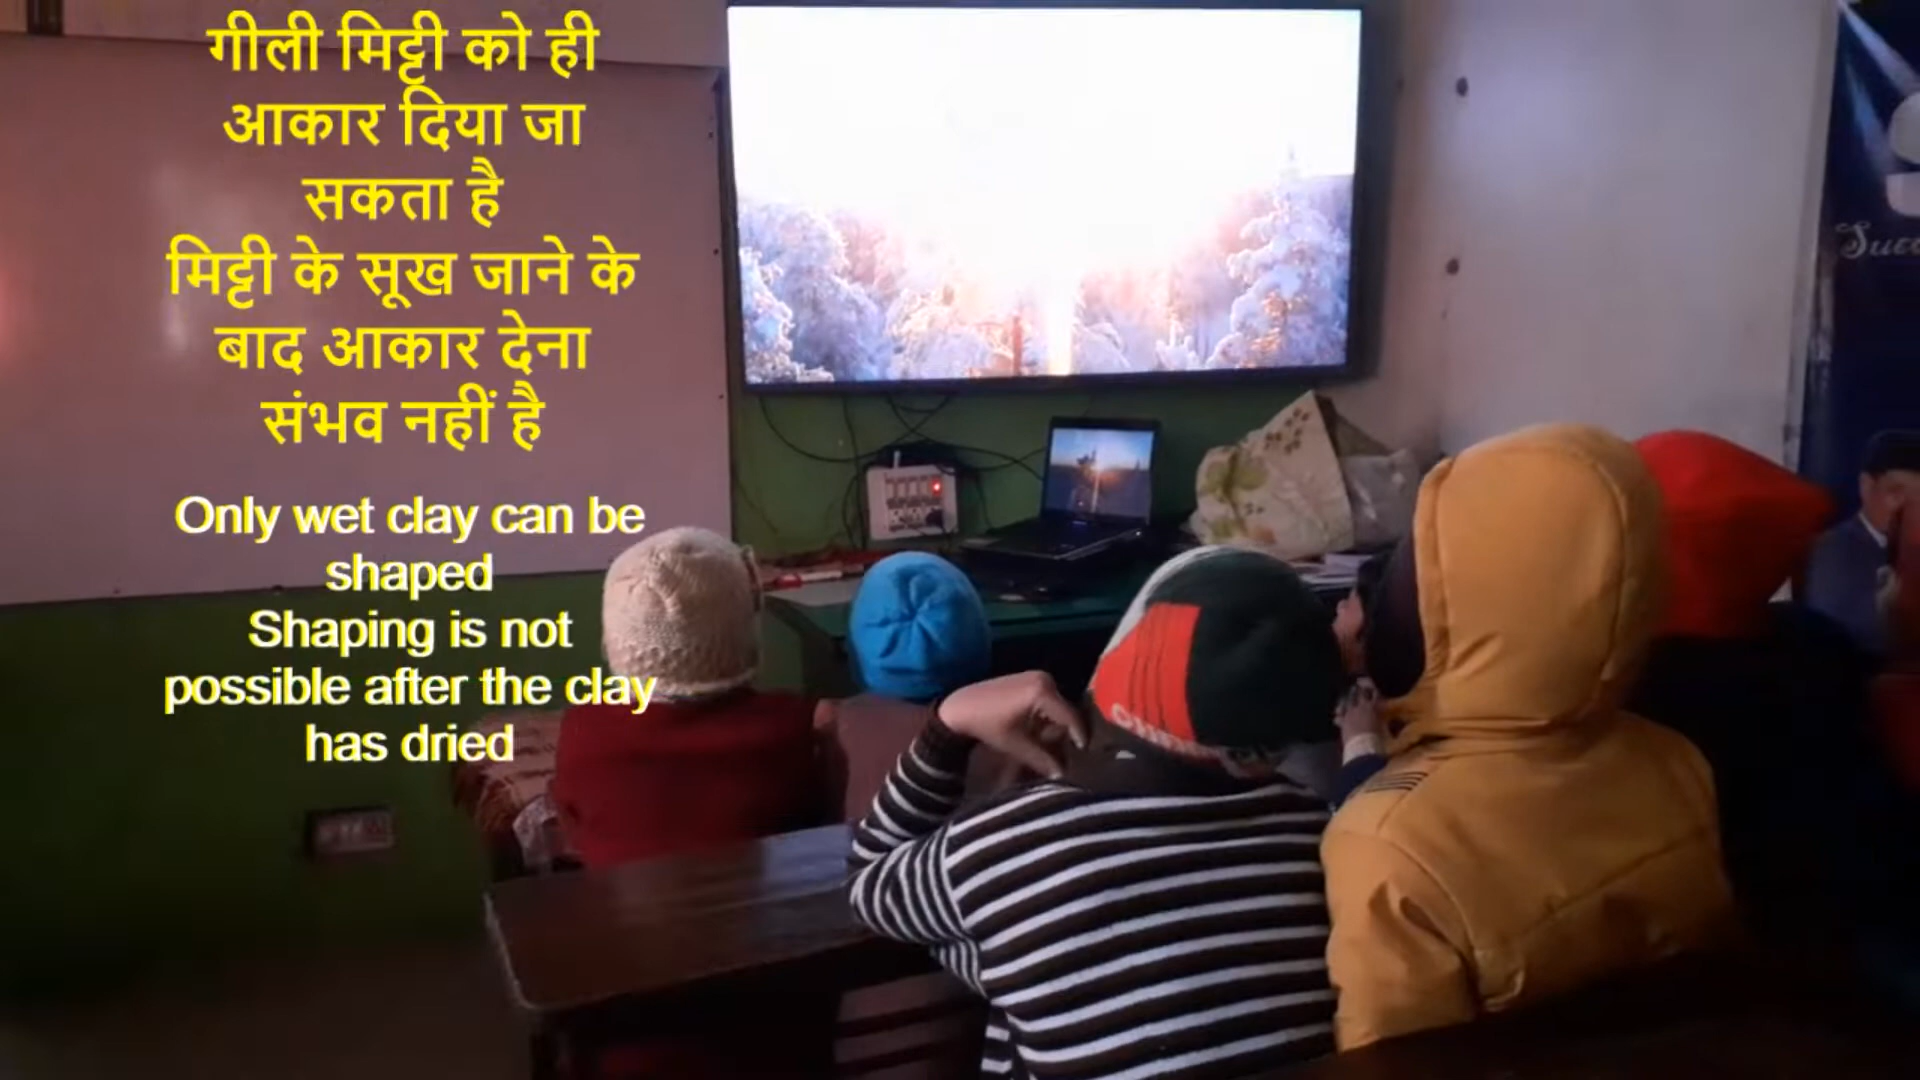 गीली मिट्टी को ही
आकार दिया जा
सकता है
मिट्टी के सूख जाने के
बाद आकार देना
संभव नहीं है
Only wet clay can be
shaped
Shaping is not
possible after the clay
has dried